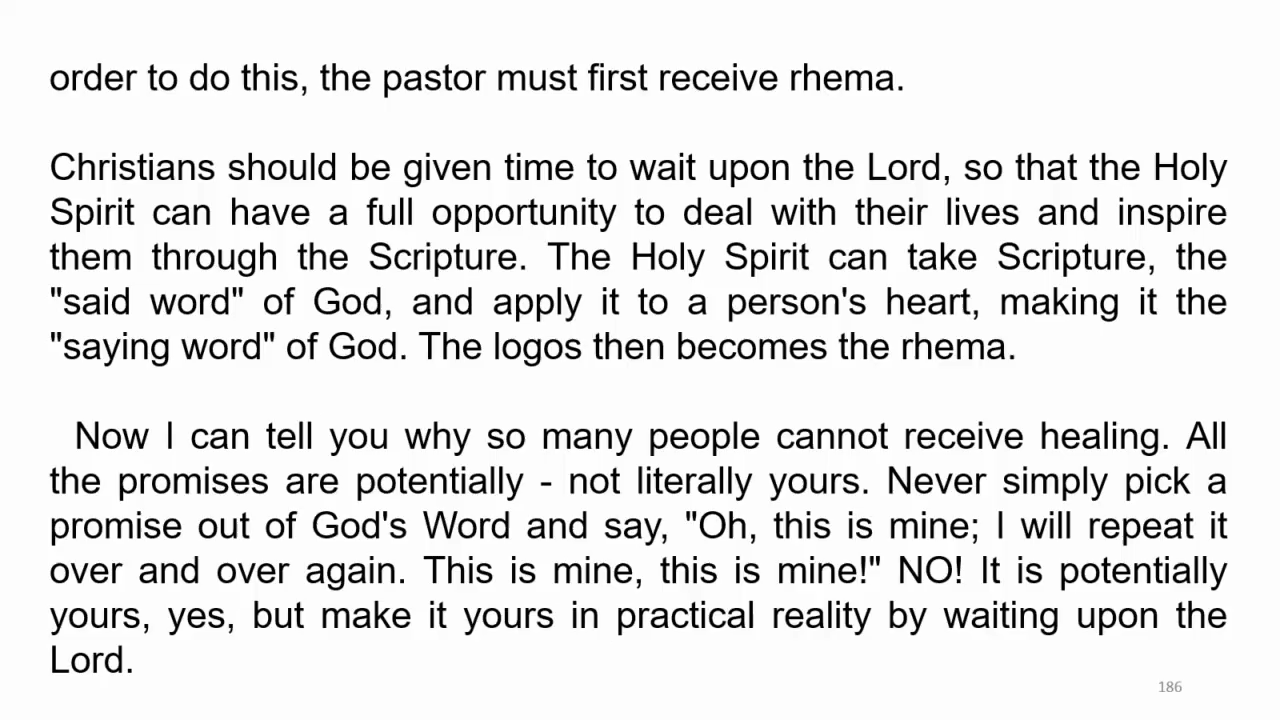 order to do this, the pastor must first receive rhema.
Christians should be given time to wait upon the Lord, so that the Holy
Spirit can have a full opportunity to deal with their lives and inspire
them through the Scripture. The Holy Spirit can take Scripture, the
"said word" of God, and apply it to a person's heart, making it the
"saying word" of God. The logos then becomes the rhema.
Now I can tell you why so many people cannot receive healing. All
the promises are potentially - not literally yours. Never simply pick a
promise out of God's Word and say, "Oh, this is mine; I will repeat it
over and over again. This is mine, this is mine!" NO! It is potentially
yours, yes, but make it yours in practical reality by waiting upon the
Lord.
186